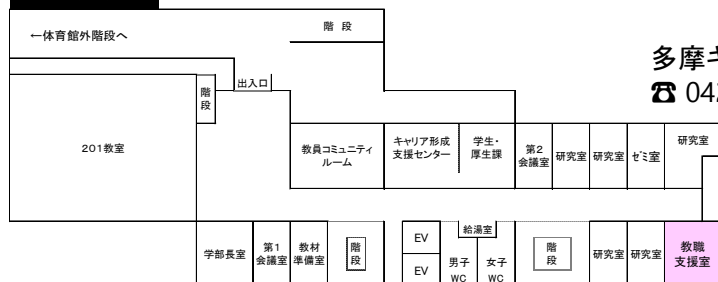 ←体育館外階段へ
階 段
多摩キ
☎ 042
出入口
階
段
201教室
教員コミュニティ
ルーム
キャリア形成
支援センター
学生・
厚生課
第2
会議室
研究室
研究室
ゼミ室
研究室
学部長室
第1
会議室
教材
準備室
階
段
EV
EV
給湯室
男子
WC
女子
WC
階
段
研究室
研究室
教職
支援室